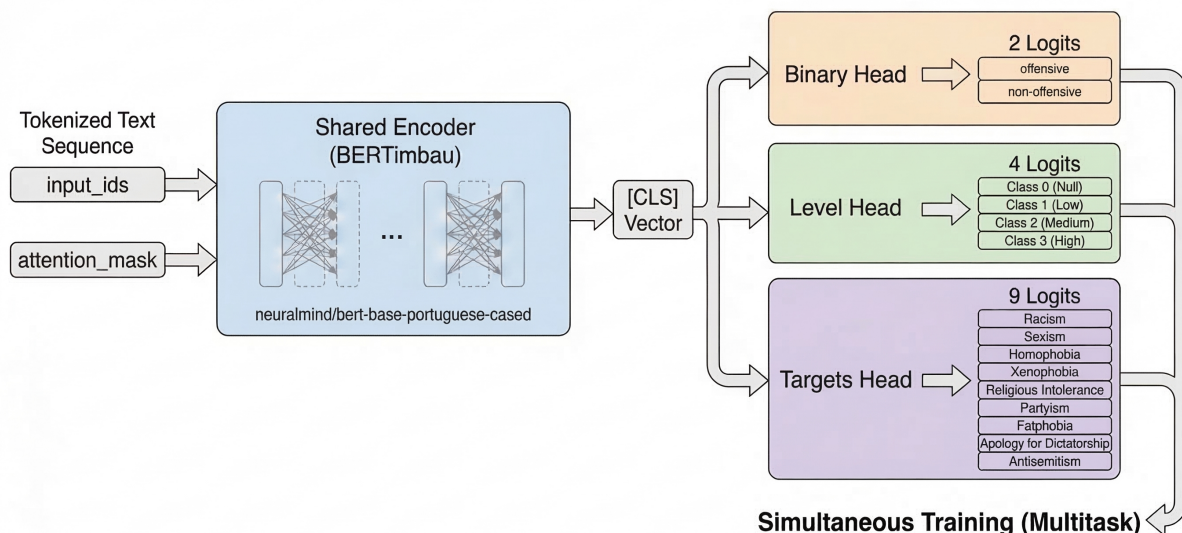 Tokenized Text
Sequence
input_ids
attention_mask
Shared Encoder
(BERTimbau)
...
neuralmind/bert-base-portuguese-cased
[CLS]
Vector
Binary Head
2 Logits
offensive
non-offensive
Level Head
4 Logits
Class 0 (Null)
Class 1 (Low)
Class 2 (Medium)
Class 3 (High)
Targets Head
9 Logits
Racism
Sexism
Homophobia
Xenophobia
Religious Intolerance
Partyism
Fatphobia
Apology for Dictatorship
Antisemitism
Simultaneous Training (Multitask)